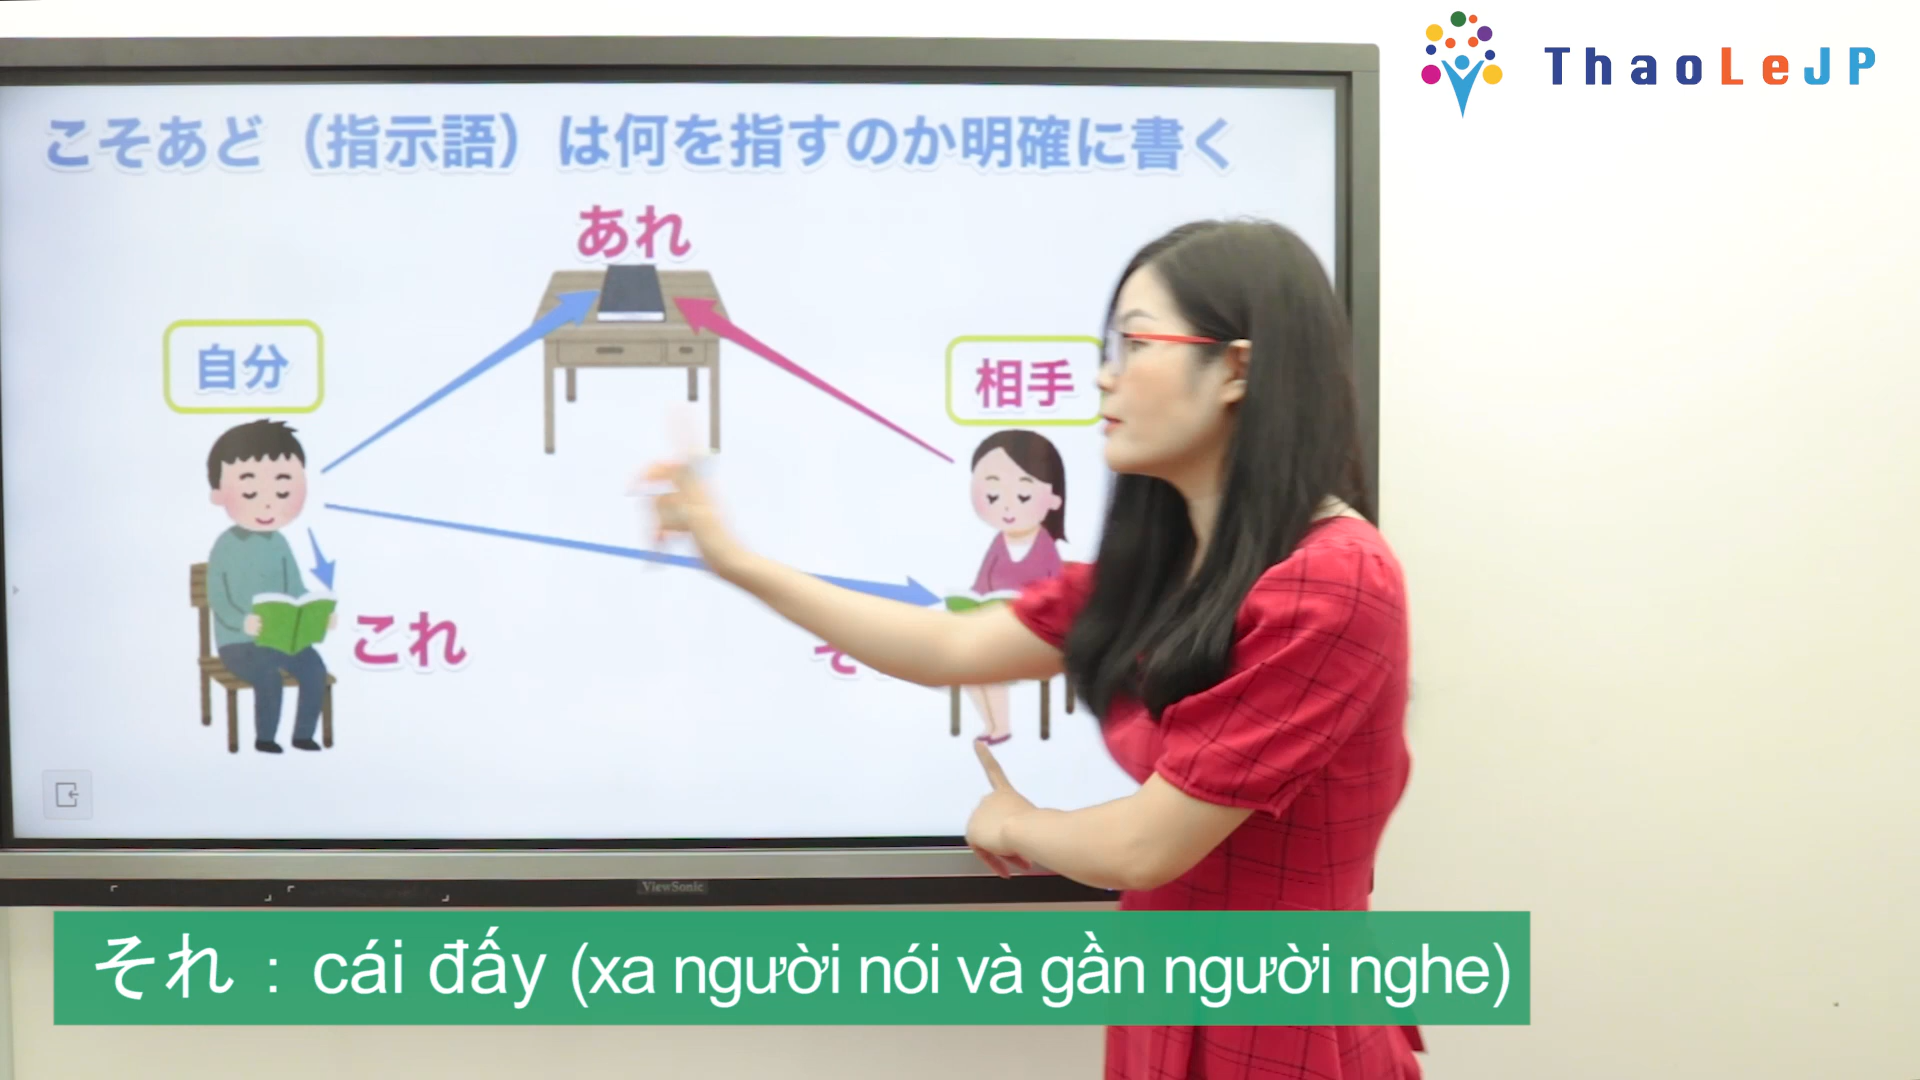 ThaoLeJP
こそあど（指示語）は何を指すのか明確に書く
あれ
自分
相手
これ
そ
ViewSonic
それ : cái đấy (xa người nói và gần người nghe)